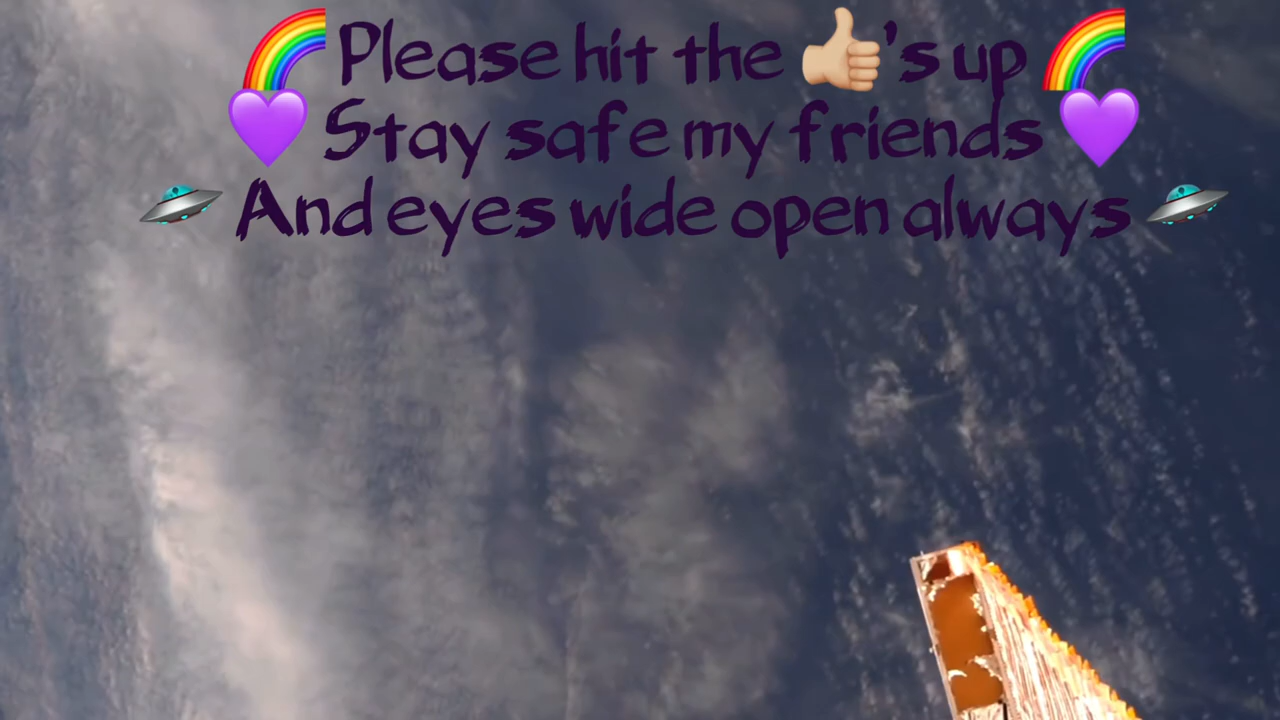 🌈 Please hit the 👍🏼's up 🌈
💜 Stay safe my friends 💜
🛸 And eyes wide open always 🛸